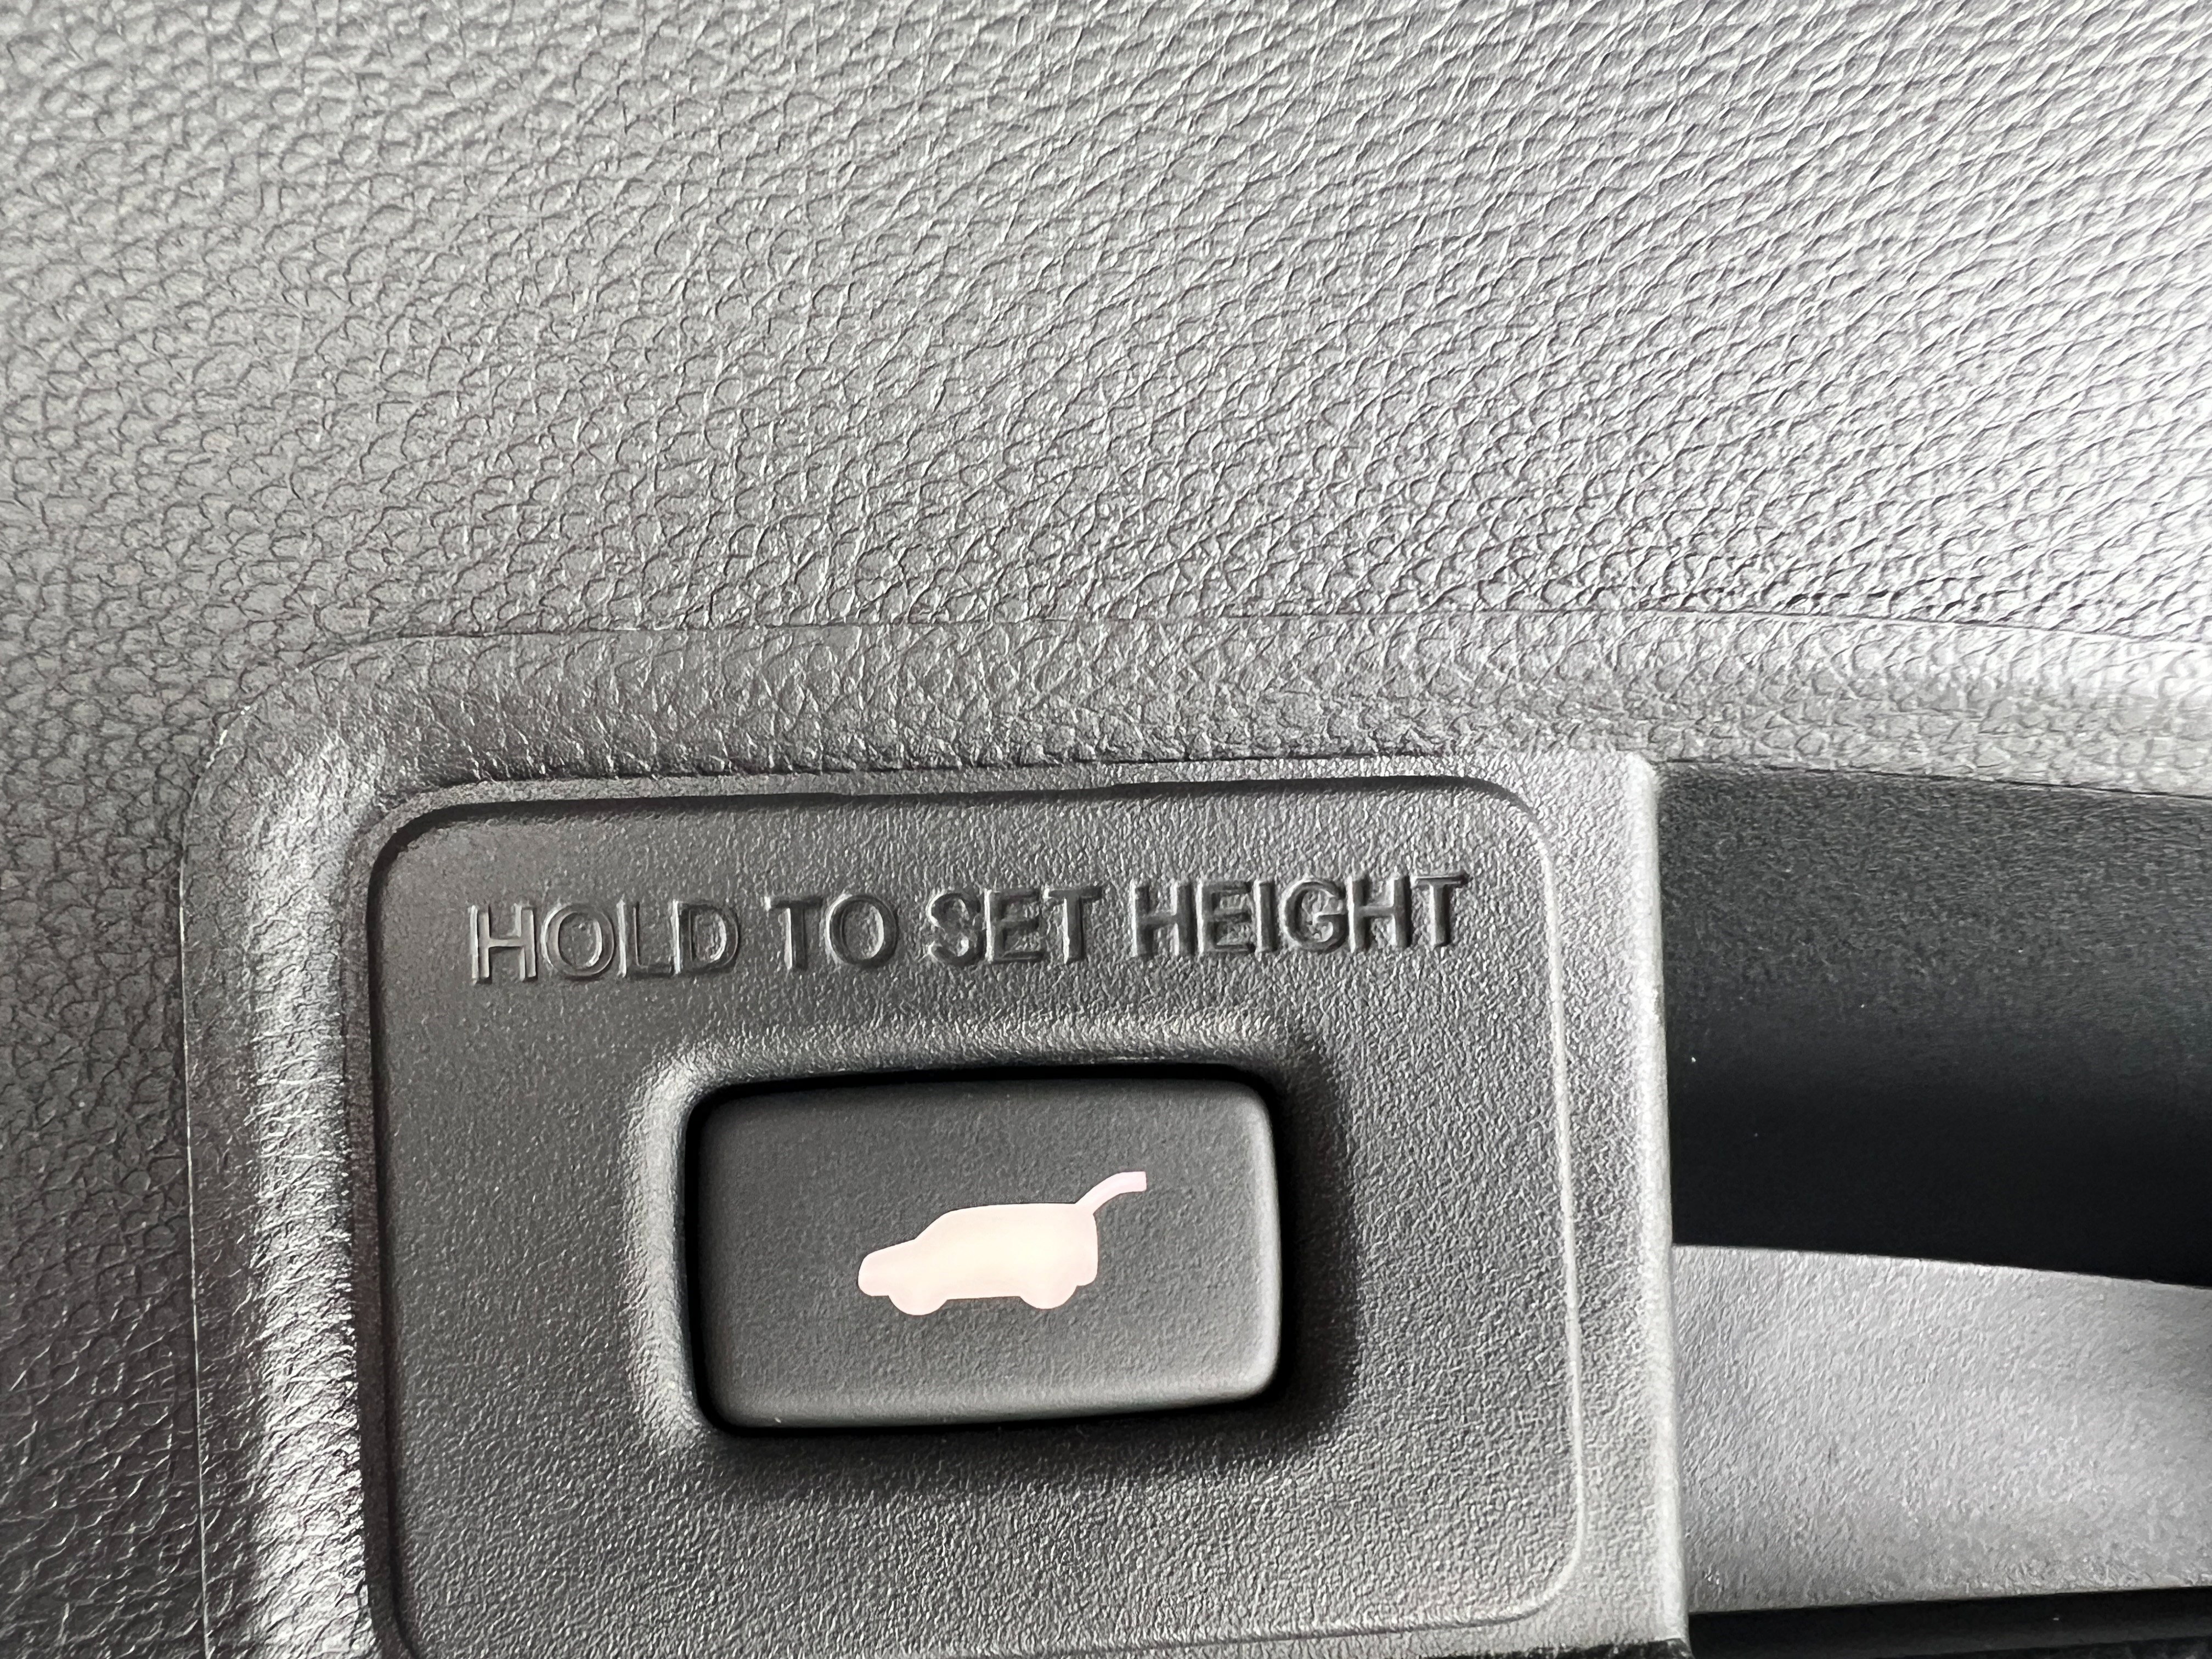 HOLD TO SET HEIGHT